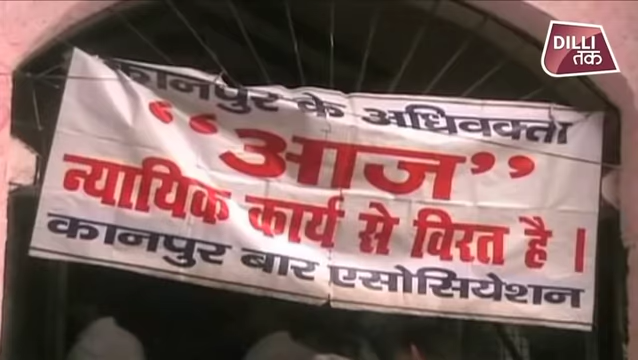 DILLI
तक
कानपुर के अधिवक्ता
“आज”
न्यायिक कार्य से विरत है।
कानपुर बार एसोसियेशन